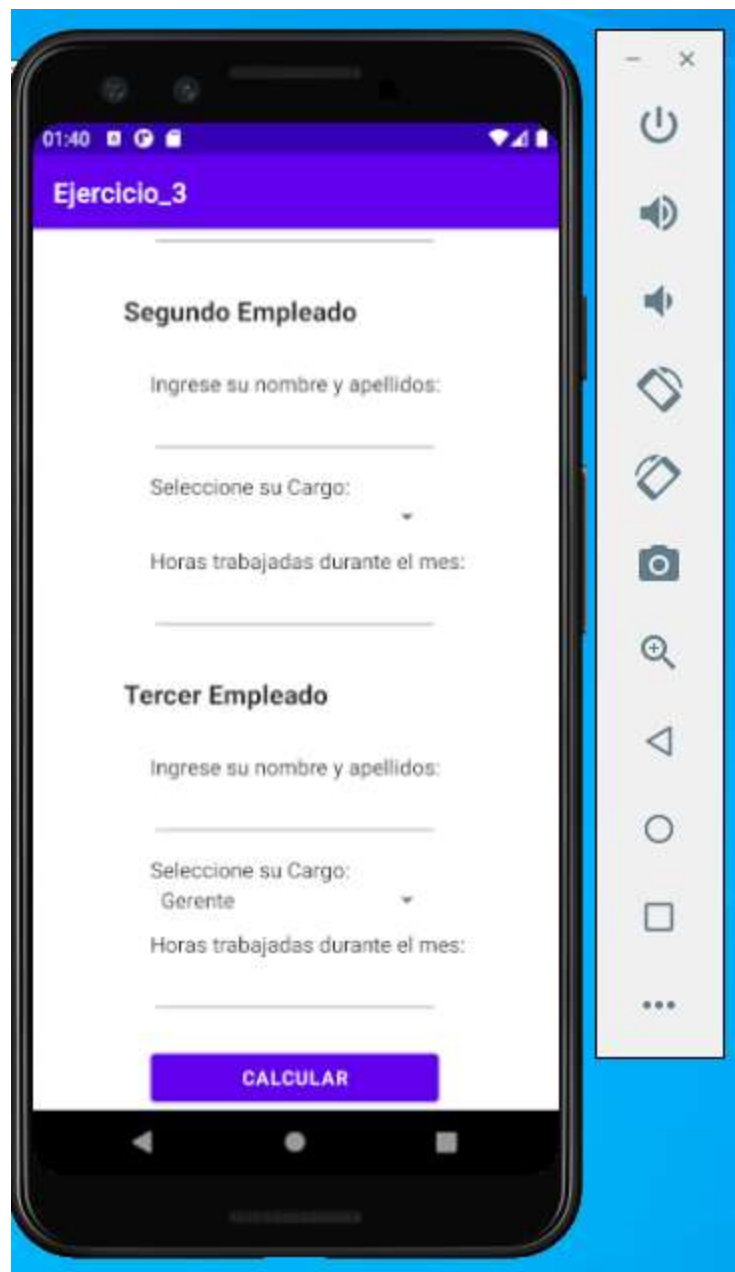 01:40
Ejercicio_3
Segundo Empleado
Ingrese su nombre y apellidos:
Seleccione su Cargo:
Horas trabajadas durante el mes:
Tercer Empleado
Ingrese su nombre y apellidos:
Seleccione su Cargo:
Gerente
Horas trabajadas durante el mes:
CALCULAR